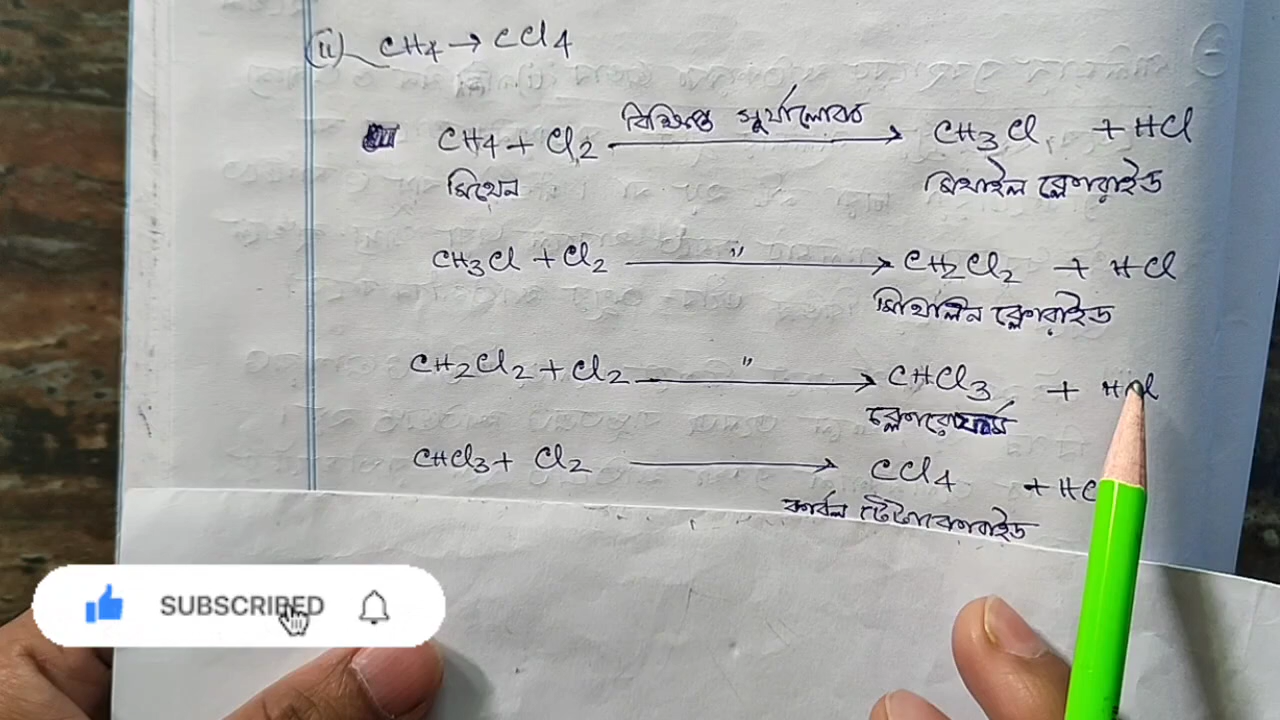 (ii) CH4 → CCl4
CH4 + Cl2 বিক্ষিপ্ত সূর্যালোক → CH3Cl + HCl
মিথেন মিথাইল ক্লোরাইড
CH3Cl + Cl2 " → CH2Cl2 + HCl
মিথিলিন ক্লোরাইড
CH2Cl2 + Cl2 " → CHCl3 + HCl
ক্লোরোফর্ম
CHCl3 + Cl2 → CCl4 + HC
কার্বন টেট্রাক্লোরাইড
SUBSCRIBED